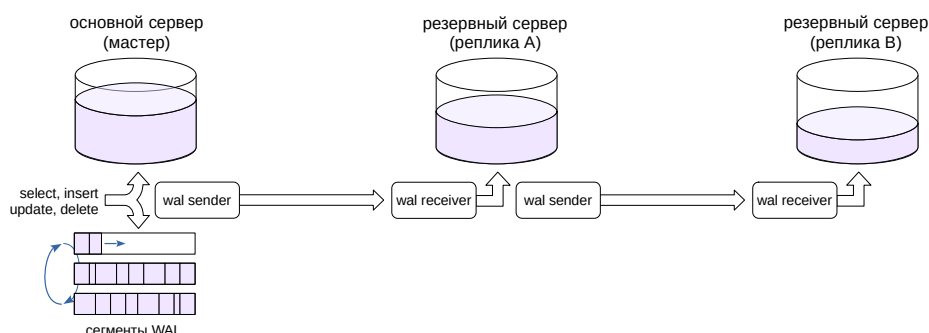 основной сервер
(мастер)
резервный сервер
(реплика A)
резервный сервер
(реплика B)
select, insert
update, delete
wal sender
wal receiver
wal sender
wal receiver
сегменты WAL